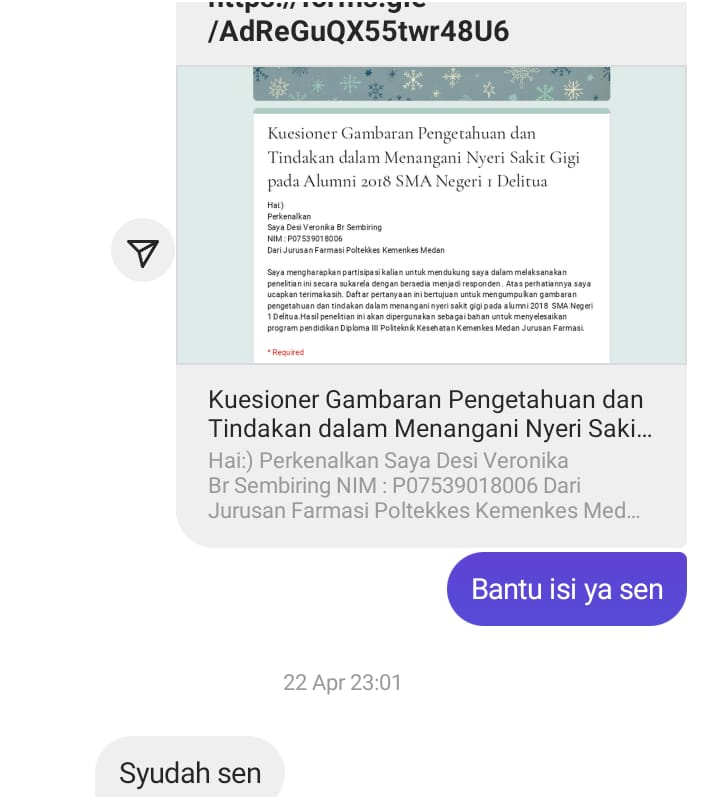 /AdReGuQX55twr48U6
Kuesioner Gambaran Pengetahuan dan
Tindakan dalam Menangani Nyeri Sakit Gigi
pada Alumni 2018 SMA Negeri 1 Delitua
Hai:)
Perkenalkan
Saya Desi Veronika Br Sembiring
NIM : P07539018006
Dari Jurusan Farmasi Poltekkes Kemenkes Medan
Saya mengharapkan partisipasi kalian untuk mendukung saya dalam melaksanakan
penelitian ini secara sukarela dengan bersedia menjadi responden. Atas perhatiannya saya
ucapkan terimakasih. Daftar pertanyaan ini bertujuan untuk mengumpulkan gambaran
pengetahuan dan tindakan dalam menangani nyeri sakit gigi pada alumni 2018 SMA Negeri
1 Delitua.Hasil penelitian ini akan dipergunakan sebagai bahan untuk menyelesaikan
program pendidikan Diploma III Politeknik Kesehatan Kemenkes Medan Jurusan Farmasi.
* Required
Kuesioner Gambaran Pengetahuan dan
Tindakan dalam Menangani Nyeri Saki...
Hai:) Perkenalkan Saya Desi Veronika
Br Sembiring NIM : P07539018006 Dari
Jurusan Farmasi Poltekkes Kemenkes Med...
Bantu isi ya sen
22 Apr 23:01
Syudah sen